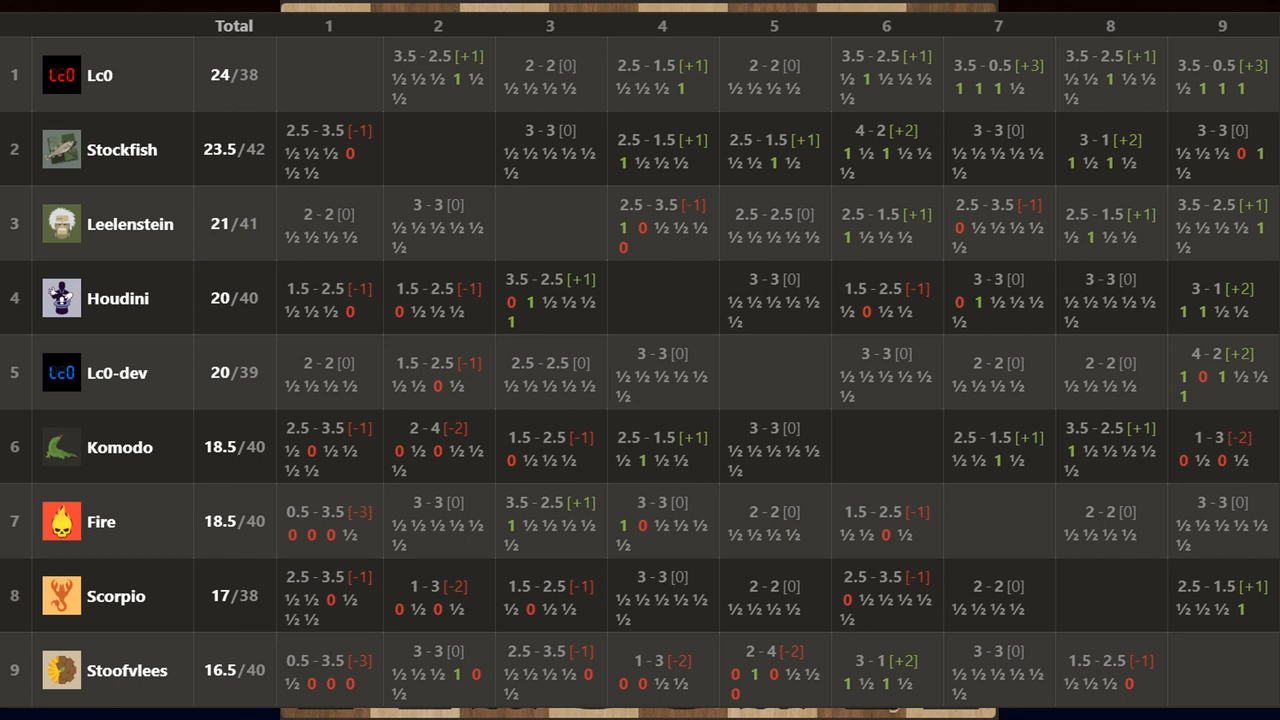 Total 1 2 3 4 5 6 7 8 9
1 Lc0 Lc0 24/38
3.5 - 2.5 [+1]
½ ½ ½ 1 ½
½
2 - 2 [0]
½ ½ ½ ½
2.5 - 1.5 [+1]
½ ½ ½ 1
2 - 2 [0]
½ ½ ½ ½
3.5 - 2.5 [+1]
½ 1 ½ ½ ½
½
3.5 - 0.5 [+3]
1 1 1 ½
3.5 - 2.5 [+1]
½ ½ 1 ½ ½
½
3.5 - 0.5 [+3]
½ 1 1 1
2 Stockfish 23.5/42
2.5 - 3.5 [-1]
½ ½ ½ 0
½ ½
3 - 3 [0]
½ ½ ½ ½ ½
½
2.5 - 1.5 [+1]
1 ½ ½ ½
2.5 - 1.5 [+1]
½ ½ 1 ½
4 - 2 [+2]
1 ½ 1 ½ ½
½
3 - 3 [0]
½ ½ ½ ½ ½
½
3 - 1 [+2]
1 ½ 1 ½
3 - 3 [0]
½ ½ ½ 0 1
½
3 Leelenstein 21/41
2 - 2 [0]
½ ½ ½ ½
3 - 3 [0]
½ ½ ½ ½ ½
½
2.5 - 3.5 [-1]
1 0 ½ ½ ½
0
2.5 - 2.5 [0]
½ ½ ½ ½ ½
2.5 - 1.5 [+1]
1 ½ ½ ½
2.5 - 3.5 [-1]
0 ½ ½ ½ ½
½
2.5 - 1.5 [+1]
½ 1 ½ ½
3.5 - 2.5 [+1]
½ ½ ½ ½ 1
½
4 Houdini 20/40
1.5 - 2.5 [-1]
½ ½ ½ 0
1.5 - 2.5 [-1]
0 ½ ½ ½
3.5 - 2.5 [+1]
0 1 ½ ½ ½
1
3 - 3 [0]
½ ½ ½ ½ ½
½
1.5 - 2.5 [-1]
½ 0 ½ ½
3 - 3 [0]
0 1 ½ ½ ½
½
3 - 3 [0]
½ ½ ½ ½ ½
½
3 - 1 [+2]
1 1 ½ ½
5 Lc0 Lc0-dev 20/39
2 - 2 [0]
½ ½ ½ ½
1.5 - 2.5 [-1]
½ ½ 0 ½
2.5 - 2.5 [0]
½ ½ ½ ½ ½
3 - 3 [0]
½ ½ ½ ½ ½
½
3 - 3 [0]
½ ½ ½ ½ ½
½
2 - 2 [0]
½ ½ ½ ½
2 - 2 [0]
½ ½ ½ ½
4 - 2 [+2]
1 0 1 ½ ½
1
6 Komodo 18.5/40
2.5 - 3.5 [-1]
½ 0 ½ ½
½ ½
2 - 4 [-2]
0 ½ 0 ½ ½
½
1.5 - 2.5 [-1]
0 ½ ½ ½
2.5 - 1.5 [+1]
½ 1 ½ ½
3 - 3 [0]
½ ½ ½ ½ ½
½
2.5 - 1.5 [+1]
½ ½ 1 ½
3.5 - 2.5 [+1]
1 ½ ½ ½ ½
½
1 - 3 [-2]
0 ½ 0 ½
7 Fire 18.5/40
0.5 - 3.5 [-3]
0 0 0 ½
3 - 3 [0]
½ ½ ½ ½ ½
½
3.5 - 2.5 [+1]
1 ½ ½ ½ ½
½
3 - 3 [0]
1 0 ½ ½ ½
½
2 - 2 [0]
½ ½ ½ ½
1.5 - 2.5 [-1]
½ ½ 0 ½
2 - 2 [0]
½ ½ ½ ½
3 - 3 [0]
½ ½ ½ ½ ½
½
8 Scorpio 17/38
2.5 - 3.5 [-1]
½ ½ 0 ½
½ ½
1 - 3 [-2]
0 ½ 0 ½
1.5 - 2.5 [-1]
½ 0 ½ ½
3 - 3 [0]
½ ½ ½ ½ ½
½
2 - 2 [0]
½ ½ ½ ½
2.5 - 3.5 [-1]
0 ½ ½ ½ ½
½
2 - 2 [0]
½ ½ ½ ½
2.5 - 1.5 [+1]
½ ½ ½ 1
9 Stoofvlees 16.5/40
0.5 - 3.5 [-3]
½ 0 0 0
3 - 3 [0]
½ ½ ½ 1 0
½
2.5 - 3.5 [-1]
½ ½ ½ ½ 0
½
1 - 3 [-2]
0 0 ½ ½
2 - 4 [-2]
0 1 0 ½ ½
0
3 - 1 [+2]
1 ½ 1 ½
3 - 3 [0]
½ ½ ½ ½ ½
½
1.5 - 2.5 [-1]
½ ½ ½ 0